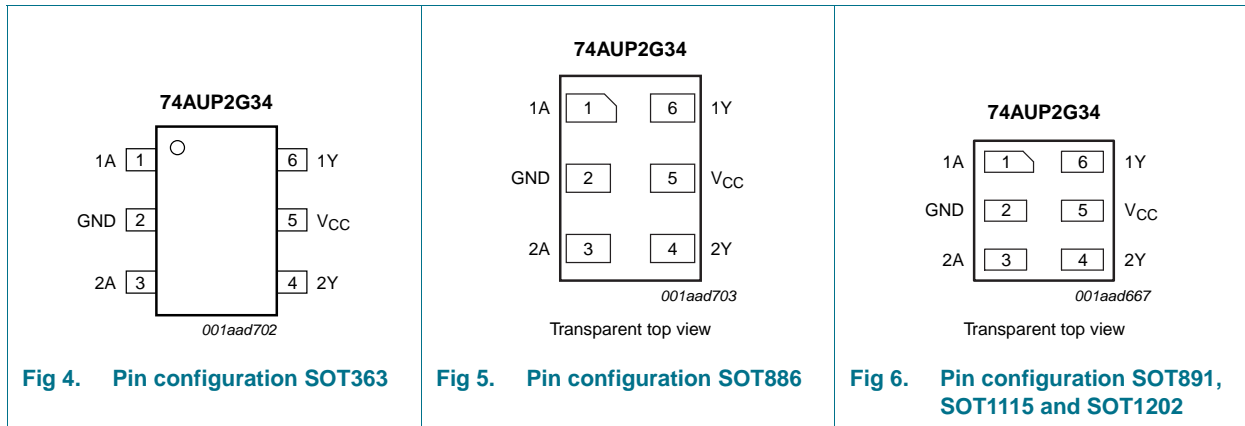 74AUP2G34
1A 1 6 1Y
GND 2 5 VCC
2A 3 4 2Y
001aad702
Fig 4. Pin configuration SOT363
74AUP2G34
1A 1 6 1Y
GND 2 5 VCC
2A 3 4 2Y
001aad703
Transparent top view
Fig 5. Pin configuration SOT886
74AUP2G34
1A 1 6 1Y
GND 2 5 VCC
2A 3 4 2Y
001aad667
Transparent top view
Fig 6. Pin configuration SOT891,
SOT1115 and SOT1202